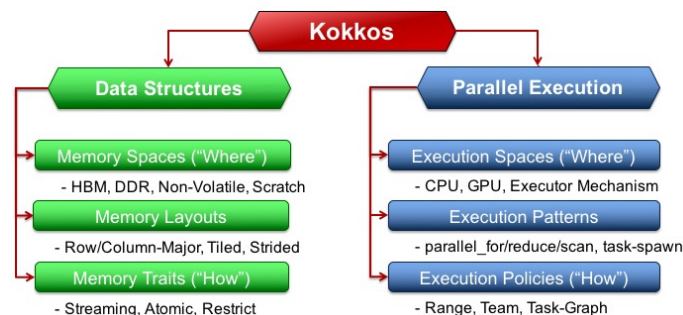 Kokkos
Data Structures
Memory Spaces (“Where”)
- HBM, DDR, Non-Volatile, Scratch
Memory Layouts
- Row/Column-Major, Tiled, Strided
Memory Traits (“How”)
- Streaming, Atomic, Restrict
Parallel Execution
Execution Spaces (“Where”)
- CPU, GPU, Executor Mechanism
Execution Patterns
- parallel_for/reduce/scan, task-spawn
Execution Policies (“How”)
- Range, Team, Task-Graph